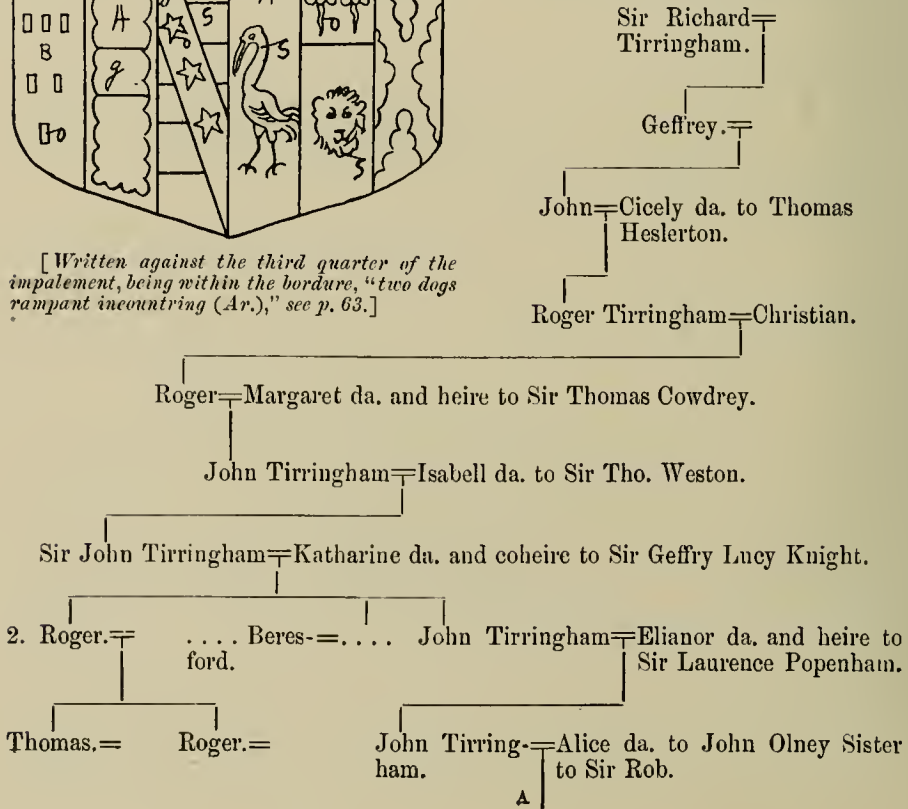 A
S
A
O
S
B
g
S
[Written against the third quarter of the
impalement, being within the bordure, “two dogs
rampant incountring (Ar.),” see p. 63.]
Sir Richard=
Tirringham.
Geffrey.=
John=Cicely da. to Thomas
Heslerton.
Roger Tirringham=Christian.
Roger=Margaret da. and heire to Sir Thomas Cowdrey.
John Tirringham=Isabell da. to Sir Tho. Weston.
Sir John Tirringham=Katharine da. and coheire to Sir Geffry Lucy Knight.
2. Roger.=
.... Beres-=....
ford.
John Tirringham=Elianor da. and heire to
Sir Laurence Popenham.
Thomas.=
Roger.=
John Tirring-=Alice da. to John Olney Sister
ham.
to Sir Rob.
A